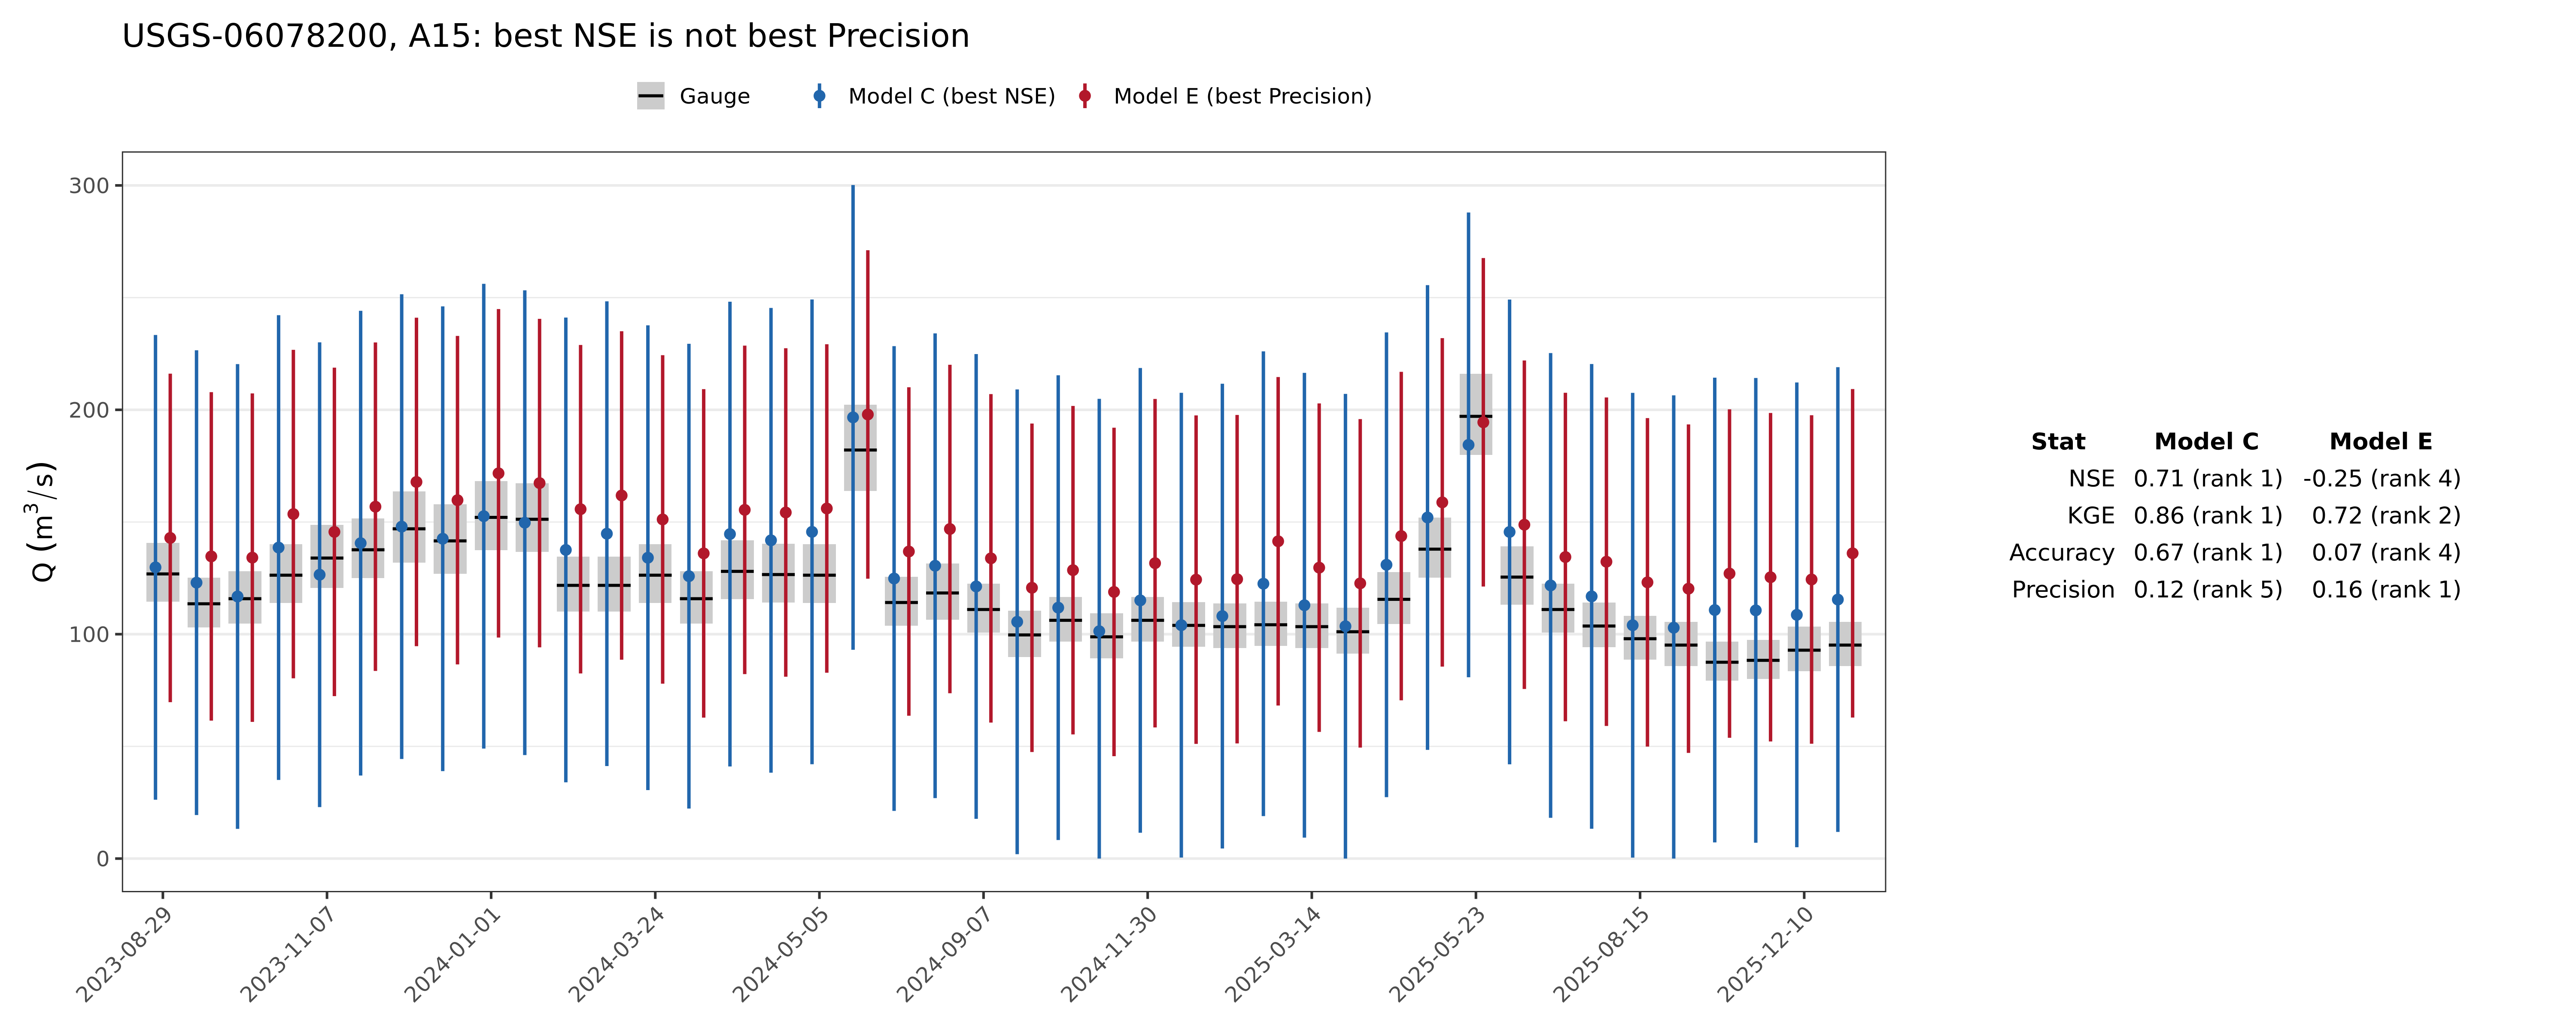 USGS-06078200, A15: best NSE is not best Precision
Gauge Model C (best NSE) Model E (best Precision)
Q (m³/s)
300
200
100
0
2023-08-29 2023-11-07 2024-01-01 2024-03-24 2024-05-05 2024-09-07 2024-11-30 2025-03-14 2025-05-23 2025-08-15 2025-12-10
Stat Model C Model E
NSE 0.71 (rank 1) -0.25 (rank 4)
KGE 0.86 (rank 1) 0.72 (rank 2)
Accuracy 0.67 (rank 1) 0.07 (rank 4)
Precision 0.12 (rank 5) 0.16 (rank 1)